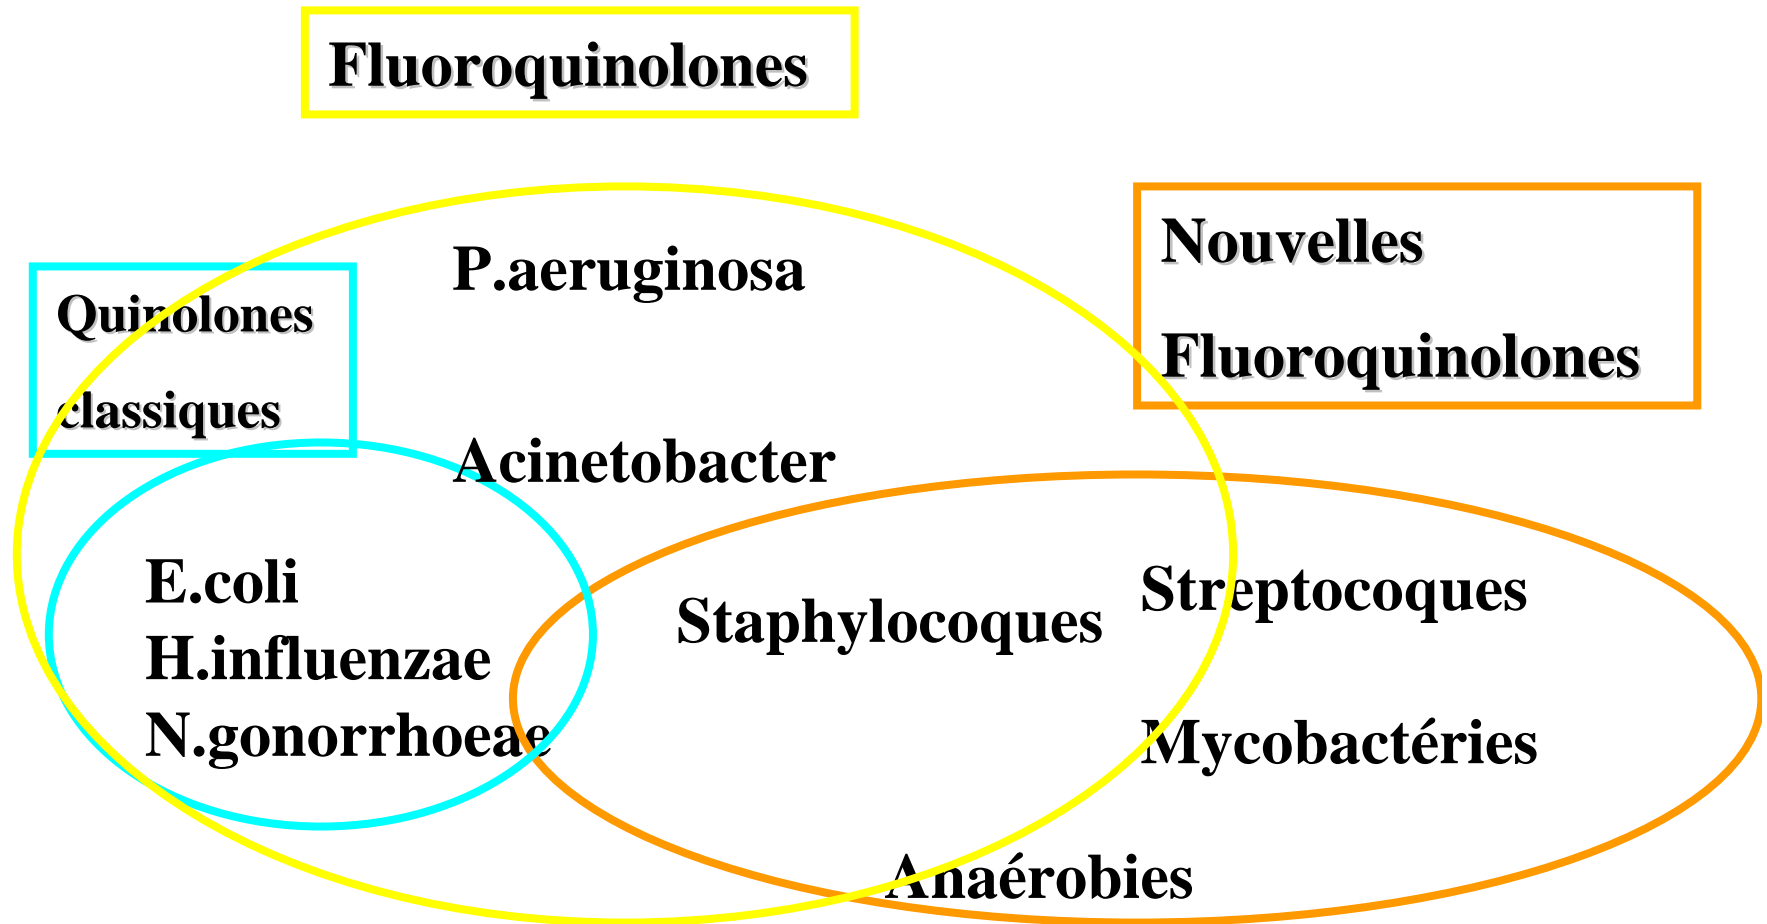 Fluoroquinolones
Nouvelles
Fluoroquinolones
Quinolones
classiques
P.aeruginosa
Acinetobacter
E.coli
H.influenzae
N.gonorrhoeae
Staphylocoques
Streptocoques
Mycobactéries
Anaérobies